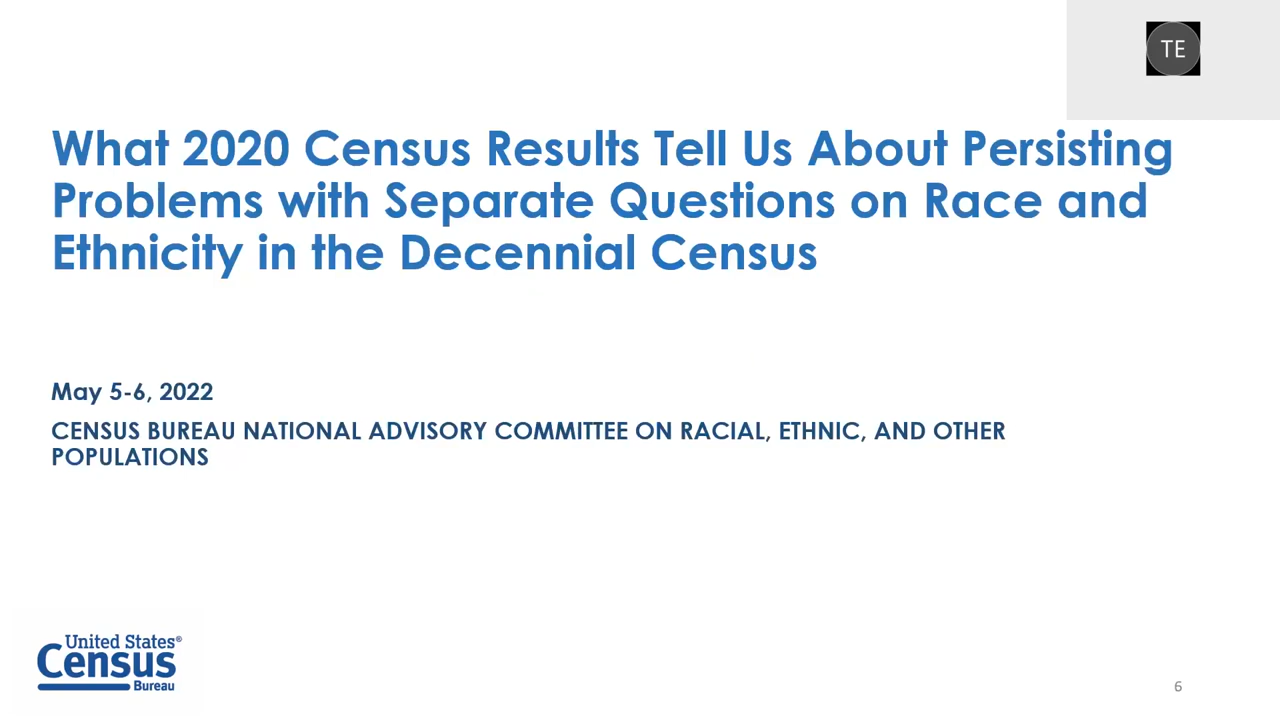 TE
What 2020 Census Results Tell Us About Persisting
Problems with Separate Questions on Race and
Ethnicity in the Decennial Census
May 5-6, 2022
CENSUS BUREAU NATIONAL ADVISORY COMMITTEE ON RACIAL, ETHNIC, AND OTHER
POPULATIONS
United States®
Census
Bureau
6